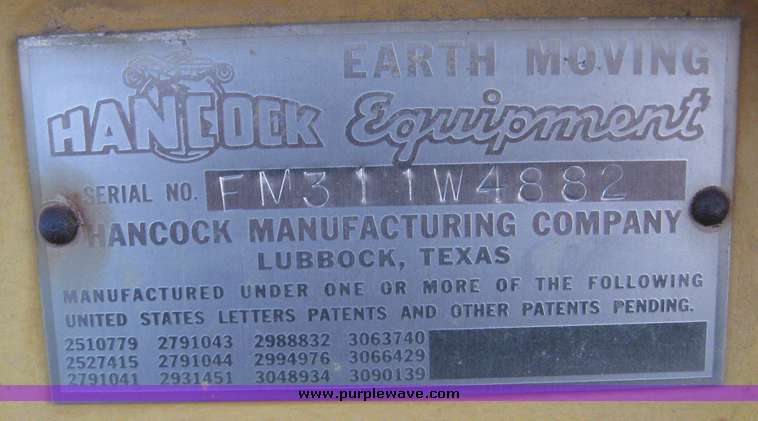 EARTH MOVING
HANCOCK Equipment
SERIAL NO. FM311W4882
HANCOCK MANUFACTURING COMPANY
LUBBOCK, TEXAS
MANUFACTURED UNDER ONE OR MORE OF THE FOLLOWING
UNITED STATES LETTERS PATENTS AND OTHER PATENTS PENDING.
2510779 2791043 2988832 3063740
2527415 2791044 2994976 3066429
2791041 2931451 3048934 3090139
www.purplewave.com